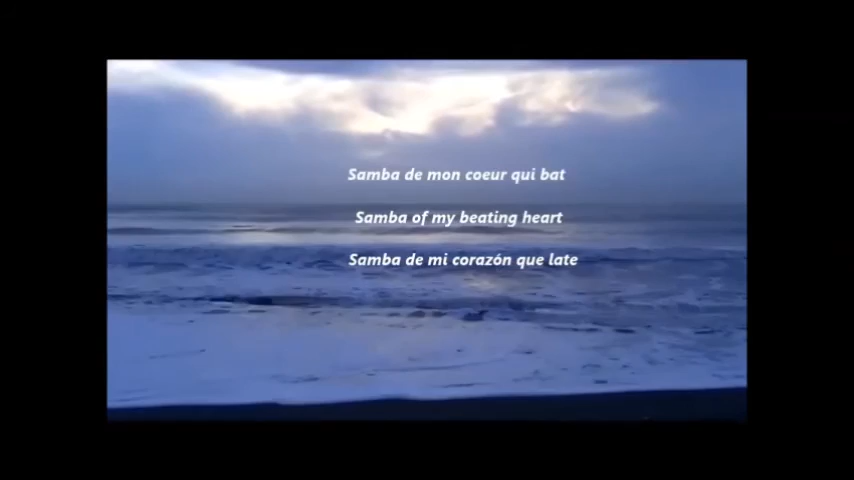 Samba de mon coeur qui bat
Samba of my beating heart
Samba de mi corazón que late